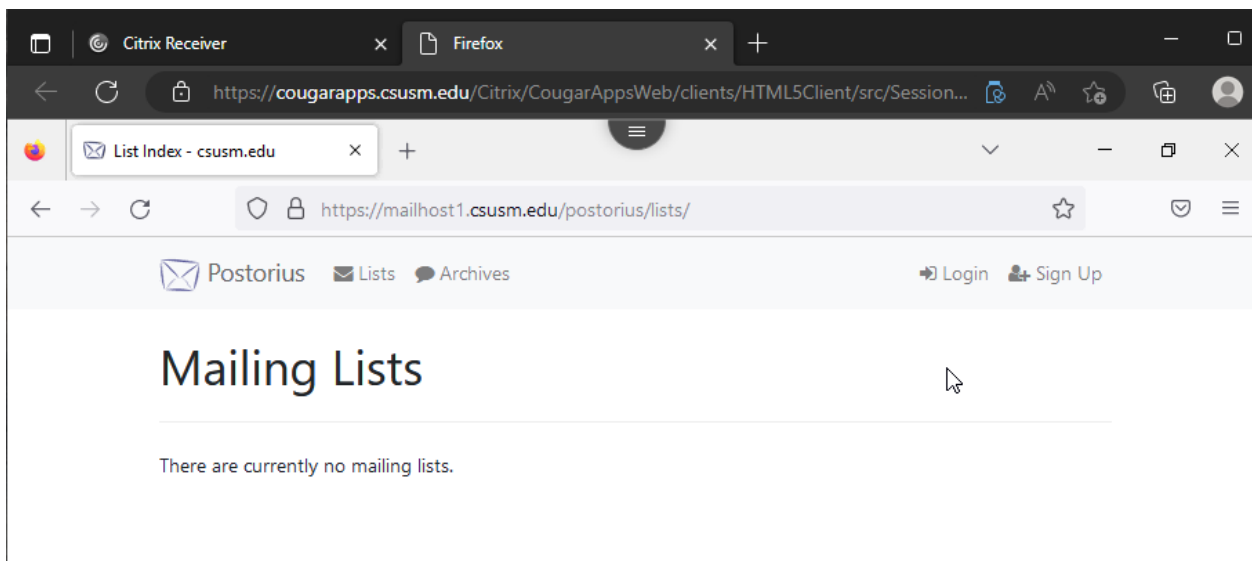 Citrix Receiver
Firefox
https://cougarapps.csusm.edu/Citrix/CougarAppsWeb/clients/HTML5Client/src/Session...
List Index - csusm.edu
https://mailhost1.csusm.edu/postorius/lists/
Postorius Lists Archives Login Sign Up
Mailing Lists
There are currently no mailing lists.